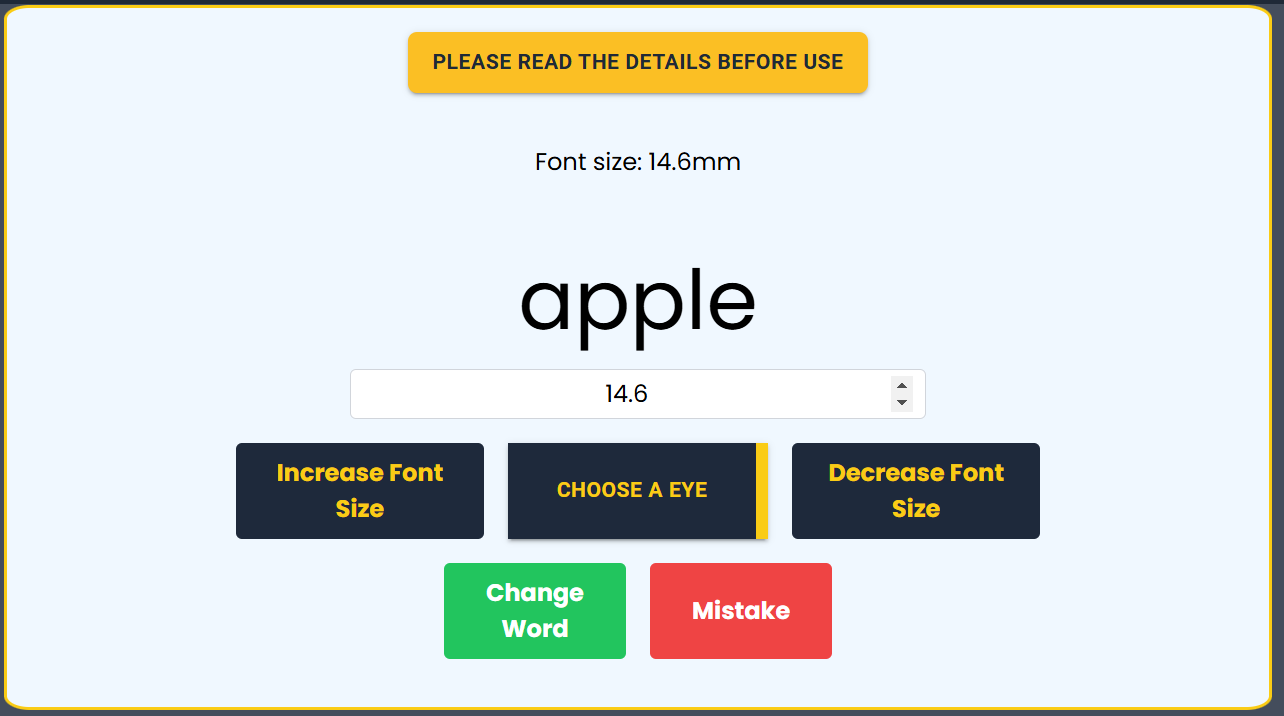 PLEASE READ THE DETAILS BEFORE USE
Font size: 14.6mm
apple
14.6
Increase Font
Size
CHOOSE A EYE
Decrease Font
Size
Change
Word
Mistake